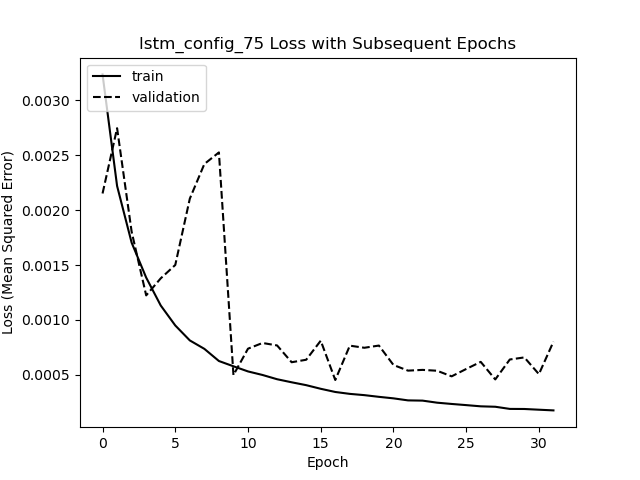 lstm_config_75 Loss with Subsequent Epochs
train
validation
Loss (Mean Squared Error)
0.0030
0.0025
0.0020
0.0015
0.0010
0.0005
0 5 10 15 20 25 30
Epoch